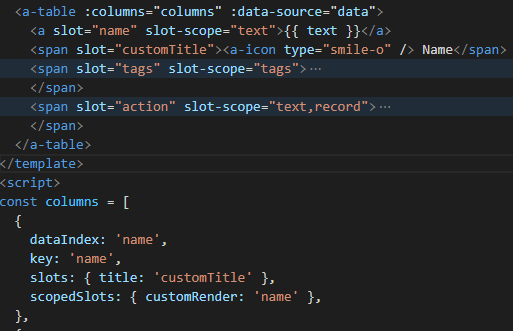 <a-table :columns="columns" :data-source="data">
<a slot="name" slot-scope="text">{{ text }}</a>
<span slot="customTitle"><a-icon type="smile-o" /> Name</span>
<span slot="tags" slot-scope="tags">⋯
</span>
<span slot="action" slot-scope="text,record">⋯
</span>
</a-table>
</template>
<script>
const columns = [
{
dataIndex: 'name',
key: 'name',
slots: { title: 'customTitle' },
scopedSlots: { customRender: 'name' },
},